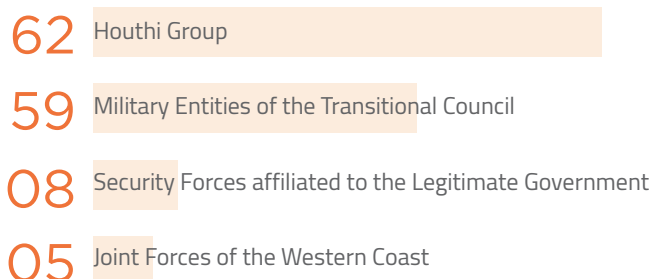 62 Houthi Group
59 Military Entities of the Transitional Council
08 Security Forces affiliated to the Legitimate Government
05 Joint Forces of the Western Coast